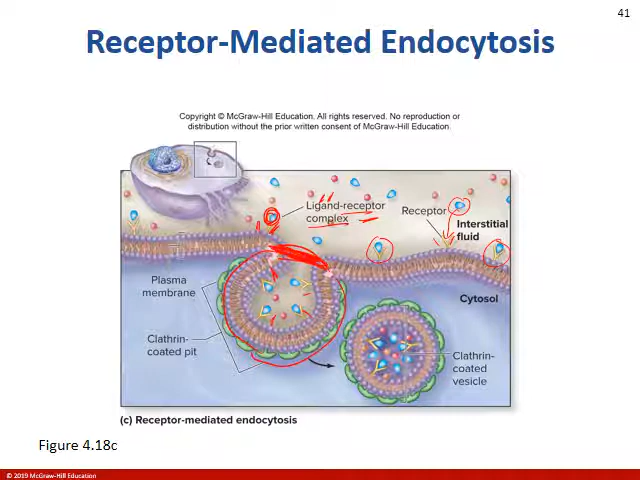 41
Receptor-Mediated Endocytosis
Copyright © McGraw-Hill Education. All rights reserved. No reproduction or
distribution without the prior written consent of McGraw-Hill Education.
Ligand-receptor
complex
Receptor
Interstitial
fluid
Plasma
membrane
Cytosol
Clathrin-
coated pit
Clathrin-
coated
vesicle
(c) Receptor-mediated endocytosis
Figure 4.18c
© 2019 McGraw-Hill Education